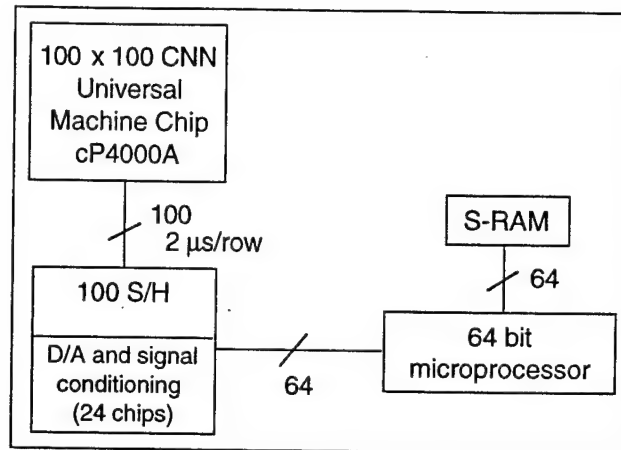 100 x 100 CNN
Universal
Machine Chip
cP4000A
100
2 µs/row
100 S/H
D/A and signal
conditioning
(24 chips)
64
S-RAM
64
64 bit
microprocessor